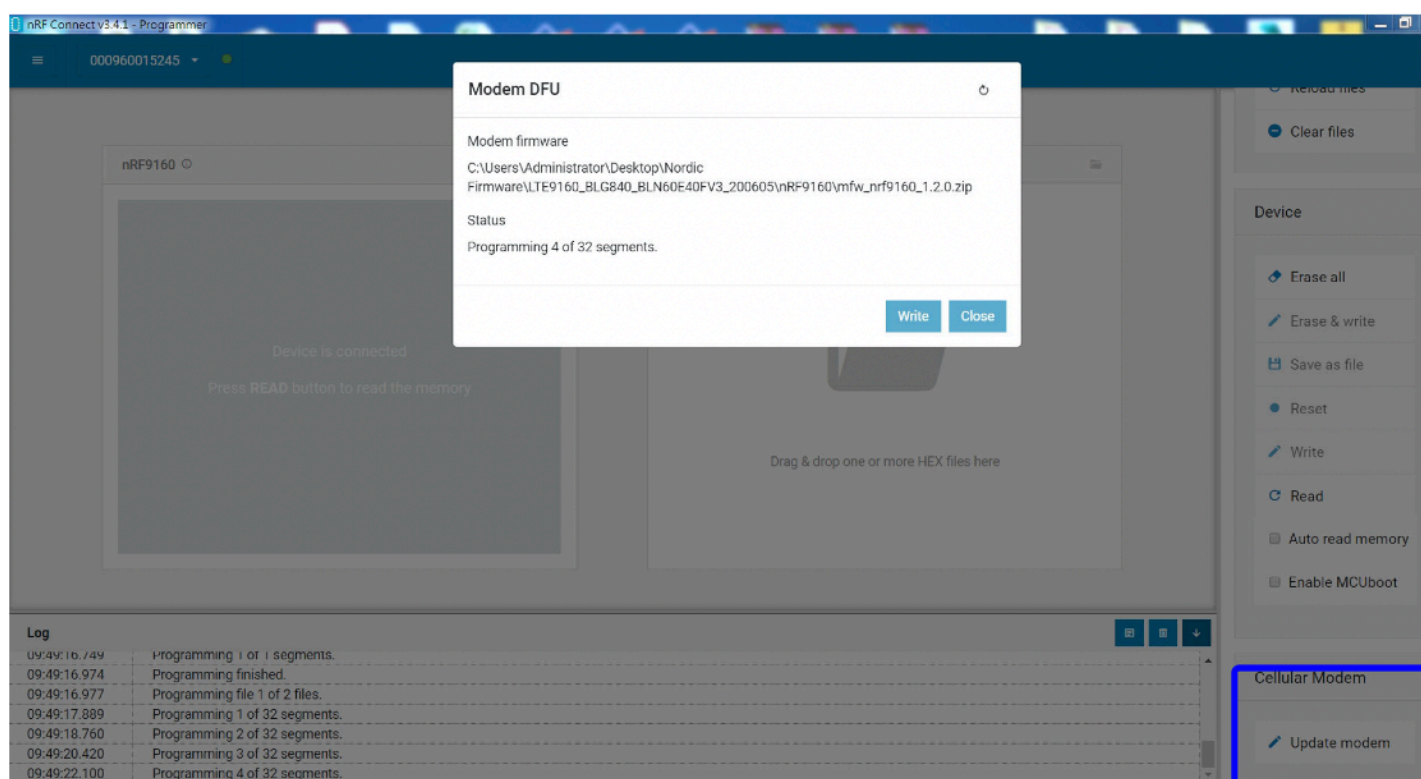 nRF Connect v3.4.1 - Programmer
000960015245
Modem DFU
Modem firmware
C:\Users\Administrator\Desktop\Nordic
Firmware\LTE9160_BLG840_BLN60E40FV3_200605\nRF9160\mfw_nrf9160_1.2.0.zip
Status
Programming 4 of 32 segments.
Write Close
nRF9160
Device is connected
Press READ button to read the memory
Drag & drop one or more HEX files here
Reload files
Clear files
Device
Erase all
Erase & write
Save as file
Reset
Write
Read
Auto read memory
Enable MCUboot
Cellular Modem
Update modem
Log
09:49:16.749 Programming 1 of 1 segments.
09:49:16.974 Programming finished.
09:49:16.977 Programming file 1 of 2 files.
09:49:17.889 Programming 1 of 32 segments.
09:49:18.760 Programming 2 of 32 segments.
09:49:20.420 Programming 3 of 32 segments.
09:49:22.100 Programming 4 of 32 segments.